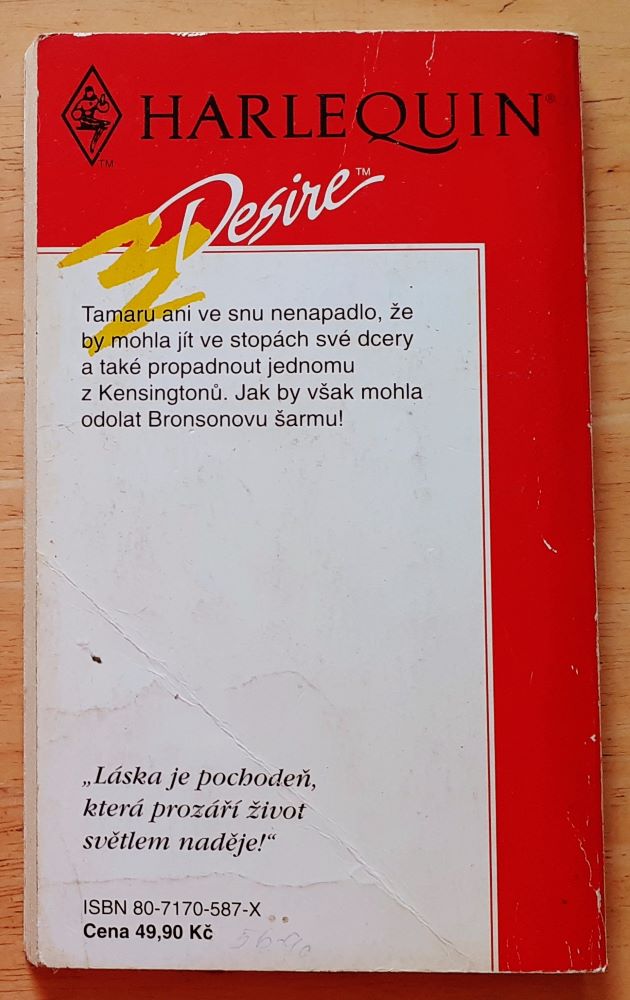 HARLEQUIN®
TM
Desire™
Tamaru ani ve snu nenapadlo, že
by mohla jít ve stopách své dcery
a také propadnout jednomu
z Kensingtonů. Jak by však mohla
odolat Bronsonovu šarmu!
„Láska je pochodeň,
která prozáří život
světlem naděje!“
ISBN 80-7170-587-X
Cena 49,90 Kč